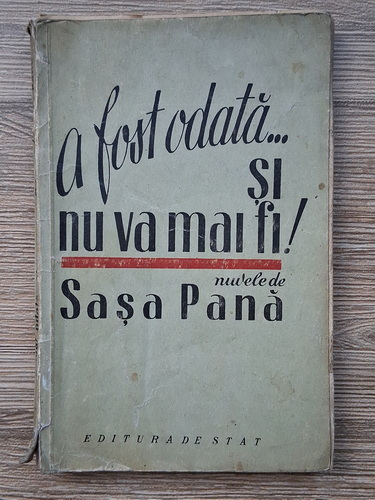 a fost odată...
și
nu va mai fi!
nuvele de
Sașa Pană
EDITURA DE STAT